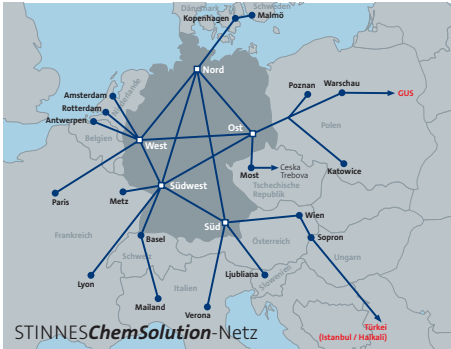 Dänemark
Schweden
Kopenhagen
Malmö
Nord
Amsterdam
Niederlande
Rotterdam
Antwerpen
Belgien
West
Ost
Poznan
Warschau
GUS
Polen
Katowice
Most
Ceska
Trebova
Tschechische
Republik
Paris
Metz
Südwest
Süd
Wien
Sopron
Frankreich
Basel
Schweiz
Österreich
Ungarn
Lyon
Italien
Ljubliana
Slowenien
Mailand
Verona
Türkei
(Istanbul / Halkali)
STINNESChemSolution-Netz